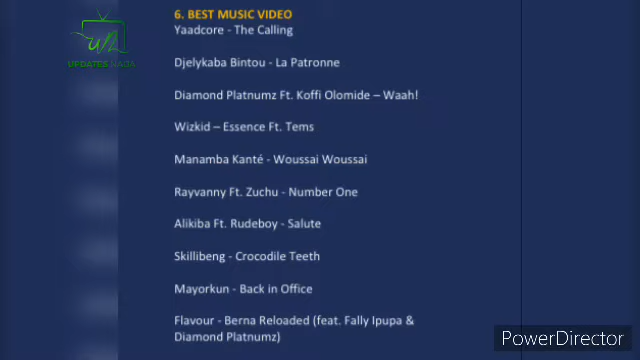 6. BEST MUSIC VIDEO
Yaadcore - The Calling
Djelykaba Bintou - La Patronne
Diamond Platnumz Ft. Koffi Olomide – Waah!
Wizkid – Essence Ft. Tems
Manamba Kanté - Woussai Woussai
Rayvanny Ft. Zuchu - Number One
Alikiba Ft. Rudeboy - Salute
Skillibeng - Crocodile Teeth
Mayorkun - Back in Office
Flavour - Berna Reloaded (feat. Fally Ipupa &
Diamond Platnumz)
UPDATES NAGA
PowerDirector